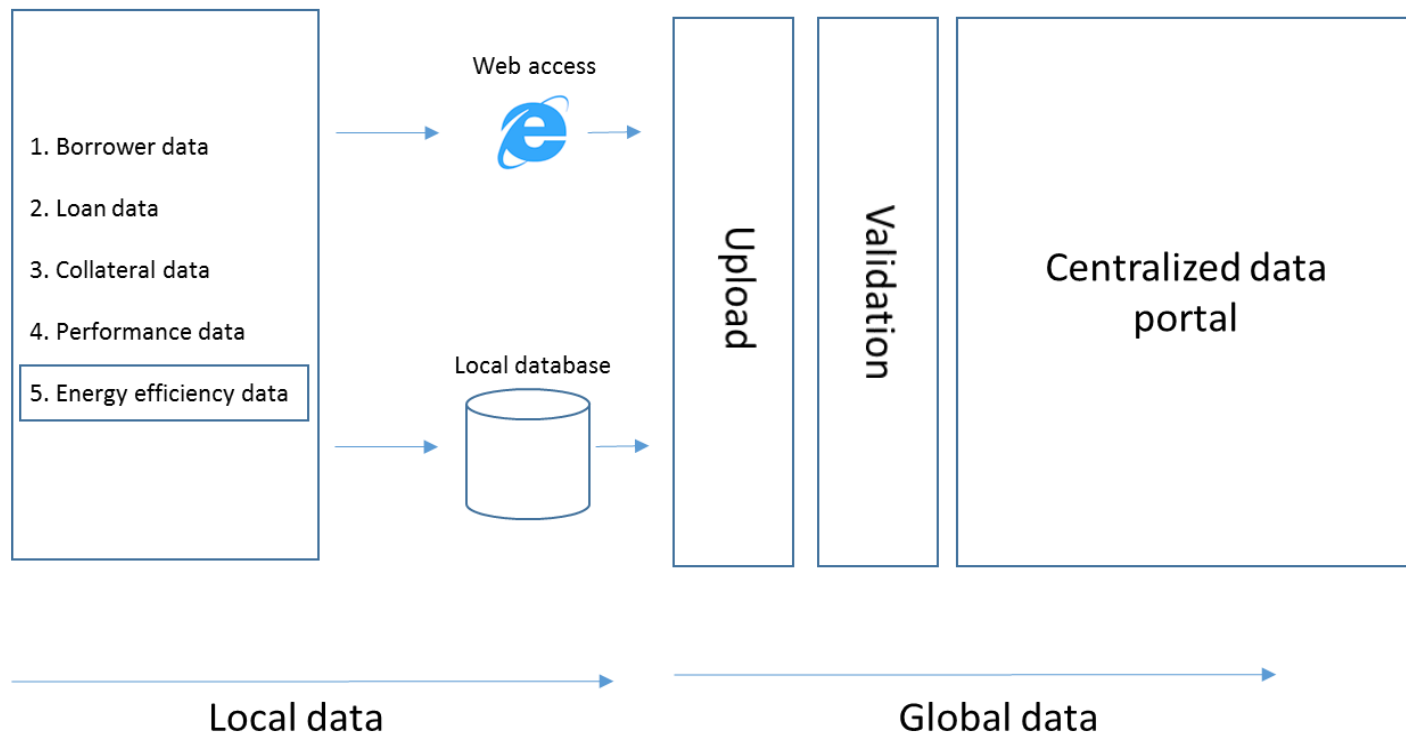 1. Borrower data
2. Loan data
3. Collateral data
4. Performance data
5. Energy efficiency data
Web access
Local database
Upload
Validation
Centralized data
portal
Local data
Global data